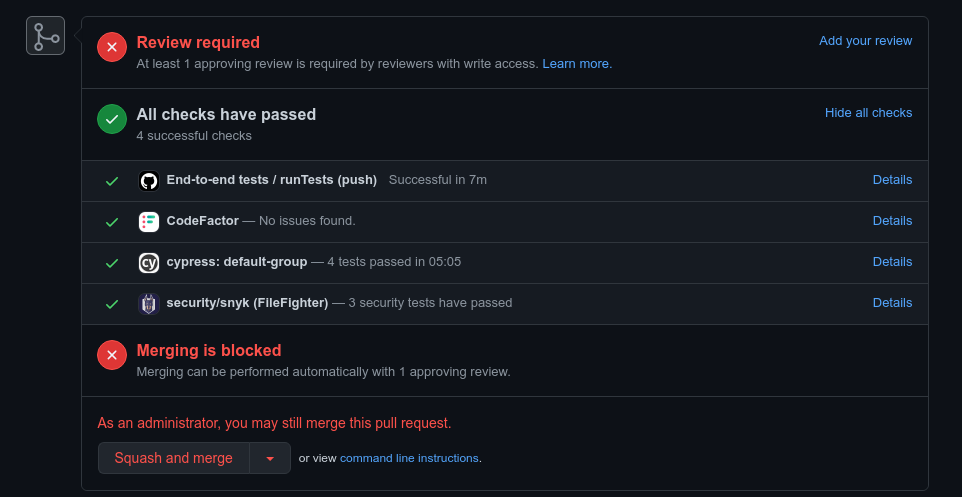 Review required
Add your review
At least 1 approving review is required by reviewers with write access. Learn more.
All checks have passed
Hide all checks
4 successful checks
End-to-end tests / runTests (push) Successful in 7m
Details
CodeFactor — No issues found.
Details
cy
cypress: default-group — 4 tests passed in 05:05
Details
security/snyk (FileFighter) — 3 security tests have passed
Details
Merging is blocked
Merging can be performed automatically with 1 approving review.
As an administrator, you may still merge this pull request.
Squash and merge
or view command line instructions.